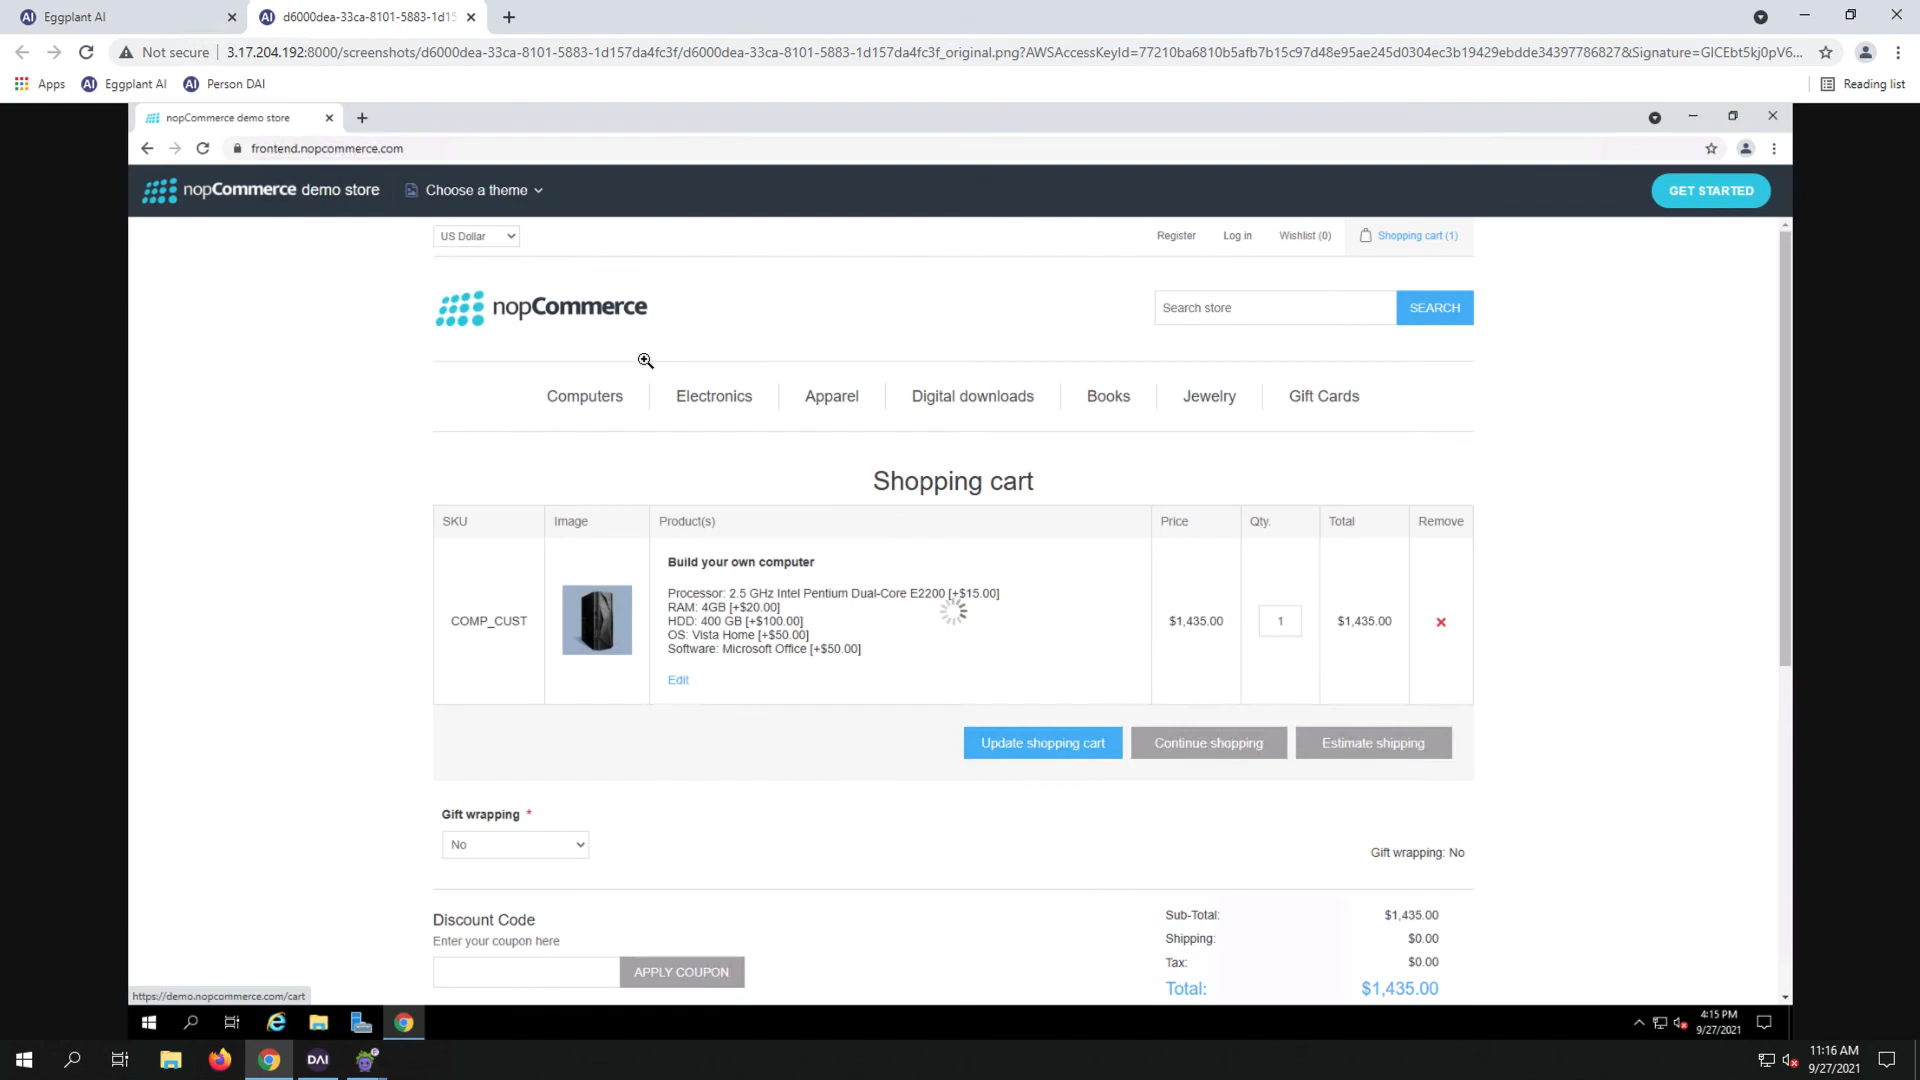 Eggplant AI
d6000dea-33ca-8101-5883-1d15
Not secure
3.17.204.192:8000/screenshots/d6000dea-33ca-8101-5883-1d157da4fc3f/d6000dea-33ca-8101-5883-1d157da4fc3f_original.png?AWSAccessKeyId=77210ba6810b5afb7b15c97d48e95ae245d0304ec3b19429ebdde34397786827&Signature=GlCEbt5kj0pV6...
Apps
Eggplant AI
Person DAI
Reading list
nopCommerce demo store
frontend.nopcommerce.com
nopCommerce demo store
Choose a theme
GET STARTED
US Dollar
Register
Log in
Wishlist (0)
Shopping cart (1)
nopCommerce
Search store
SEARCH
Computers
Electronics
Apparel
Digital downloads
Books
Jewelry
Gift Cards
Shopping cart
SKU
Image
Product(s)
Price
Qty.
Total
Remove
Build your own computer
Processor: 2.5 GHz Intel Pentium Dual-Core E2200 [+$15.00]
RAM: 4GB [+$20.00]
HDD: 400 GB [+$100.00]
OS: Vista Home [+$50.00]
Software: Microsoft Office [+$50.00]
COMP_CUST
$1,435.00
1
$1,435.00
Edit
Update shopping cart
Continue shopping
Estimate shipping
Gift wrapping *
No
Gift wrapping: No
Discount Code
Enter your coupon here
APPLY COUPON
Sub-Total: $1,435.00
Shipping: $0.00
Tax: $0.00
Total: $1,435.00
https://demo.nopcommerce.com/cart
4:15 PM
9/27/2021
DAI
11:16 AM
9/27/2021